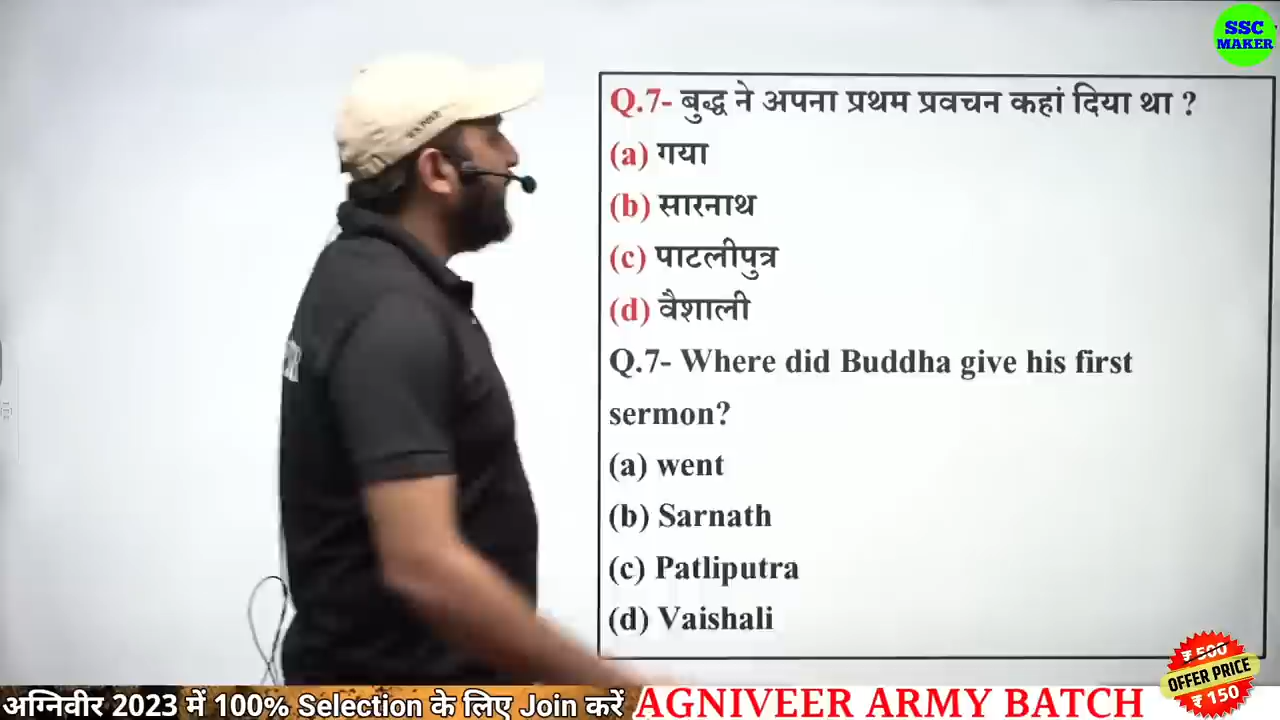 SSC
MAKER
Q.7- बुद्ध ने अपना प्रथम प्रवचन कहां दिया था ?
(a) गया
(b) सारनाथ
(c) पाटलीपुत्र
(d) वैशाली
Q.7- Where did Buddha give his first
sermon?
(a) went
(b) Sarnath
(c) Patliputra
(d) Vaishali
अग्निवीर 2023 में 100% Selection के लिए Join करें AGNIVEER ARMY BATCH
₹ 500
OFFER PRICE
₹ 150